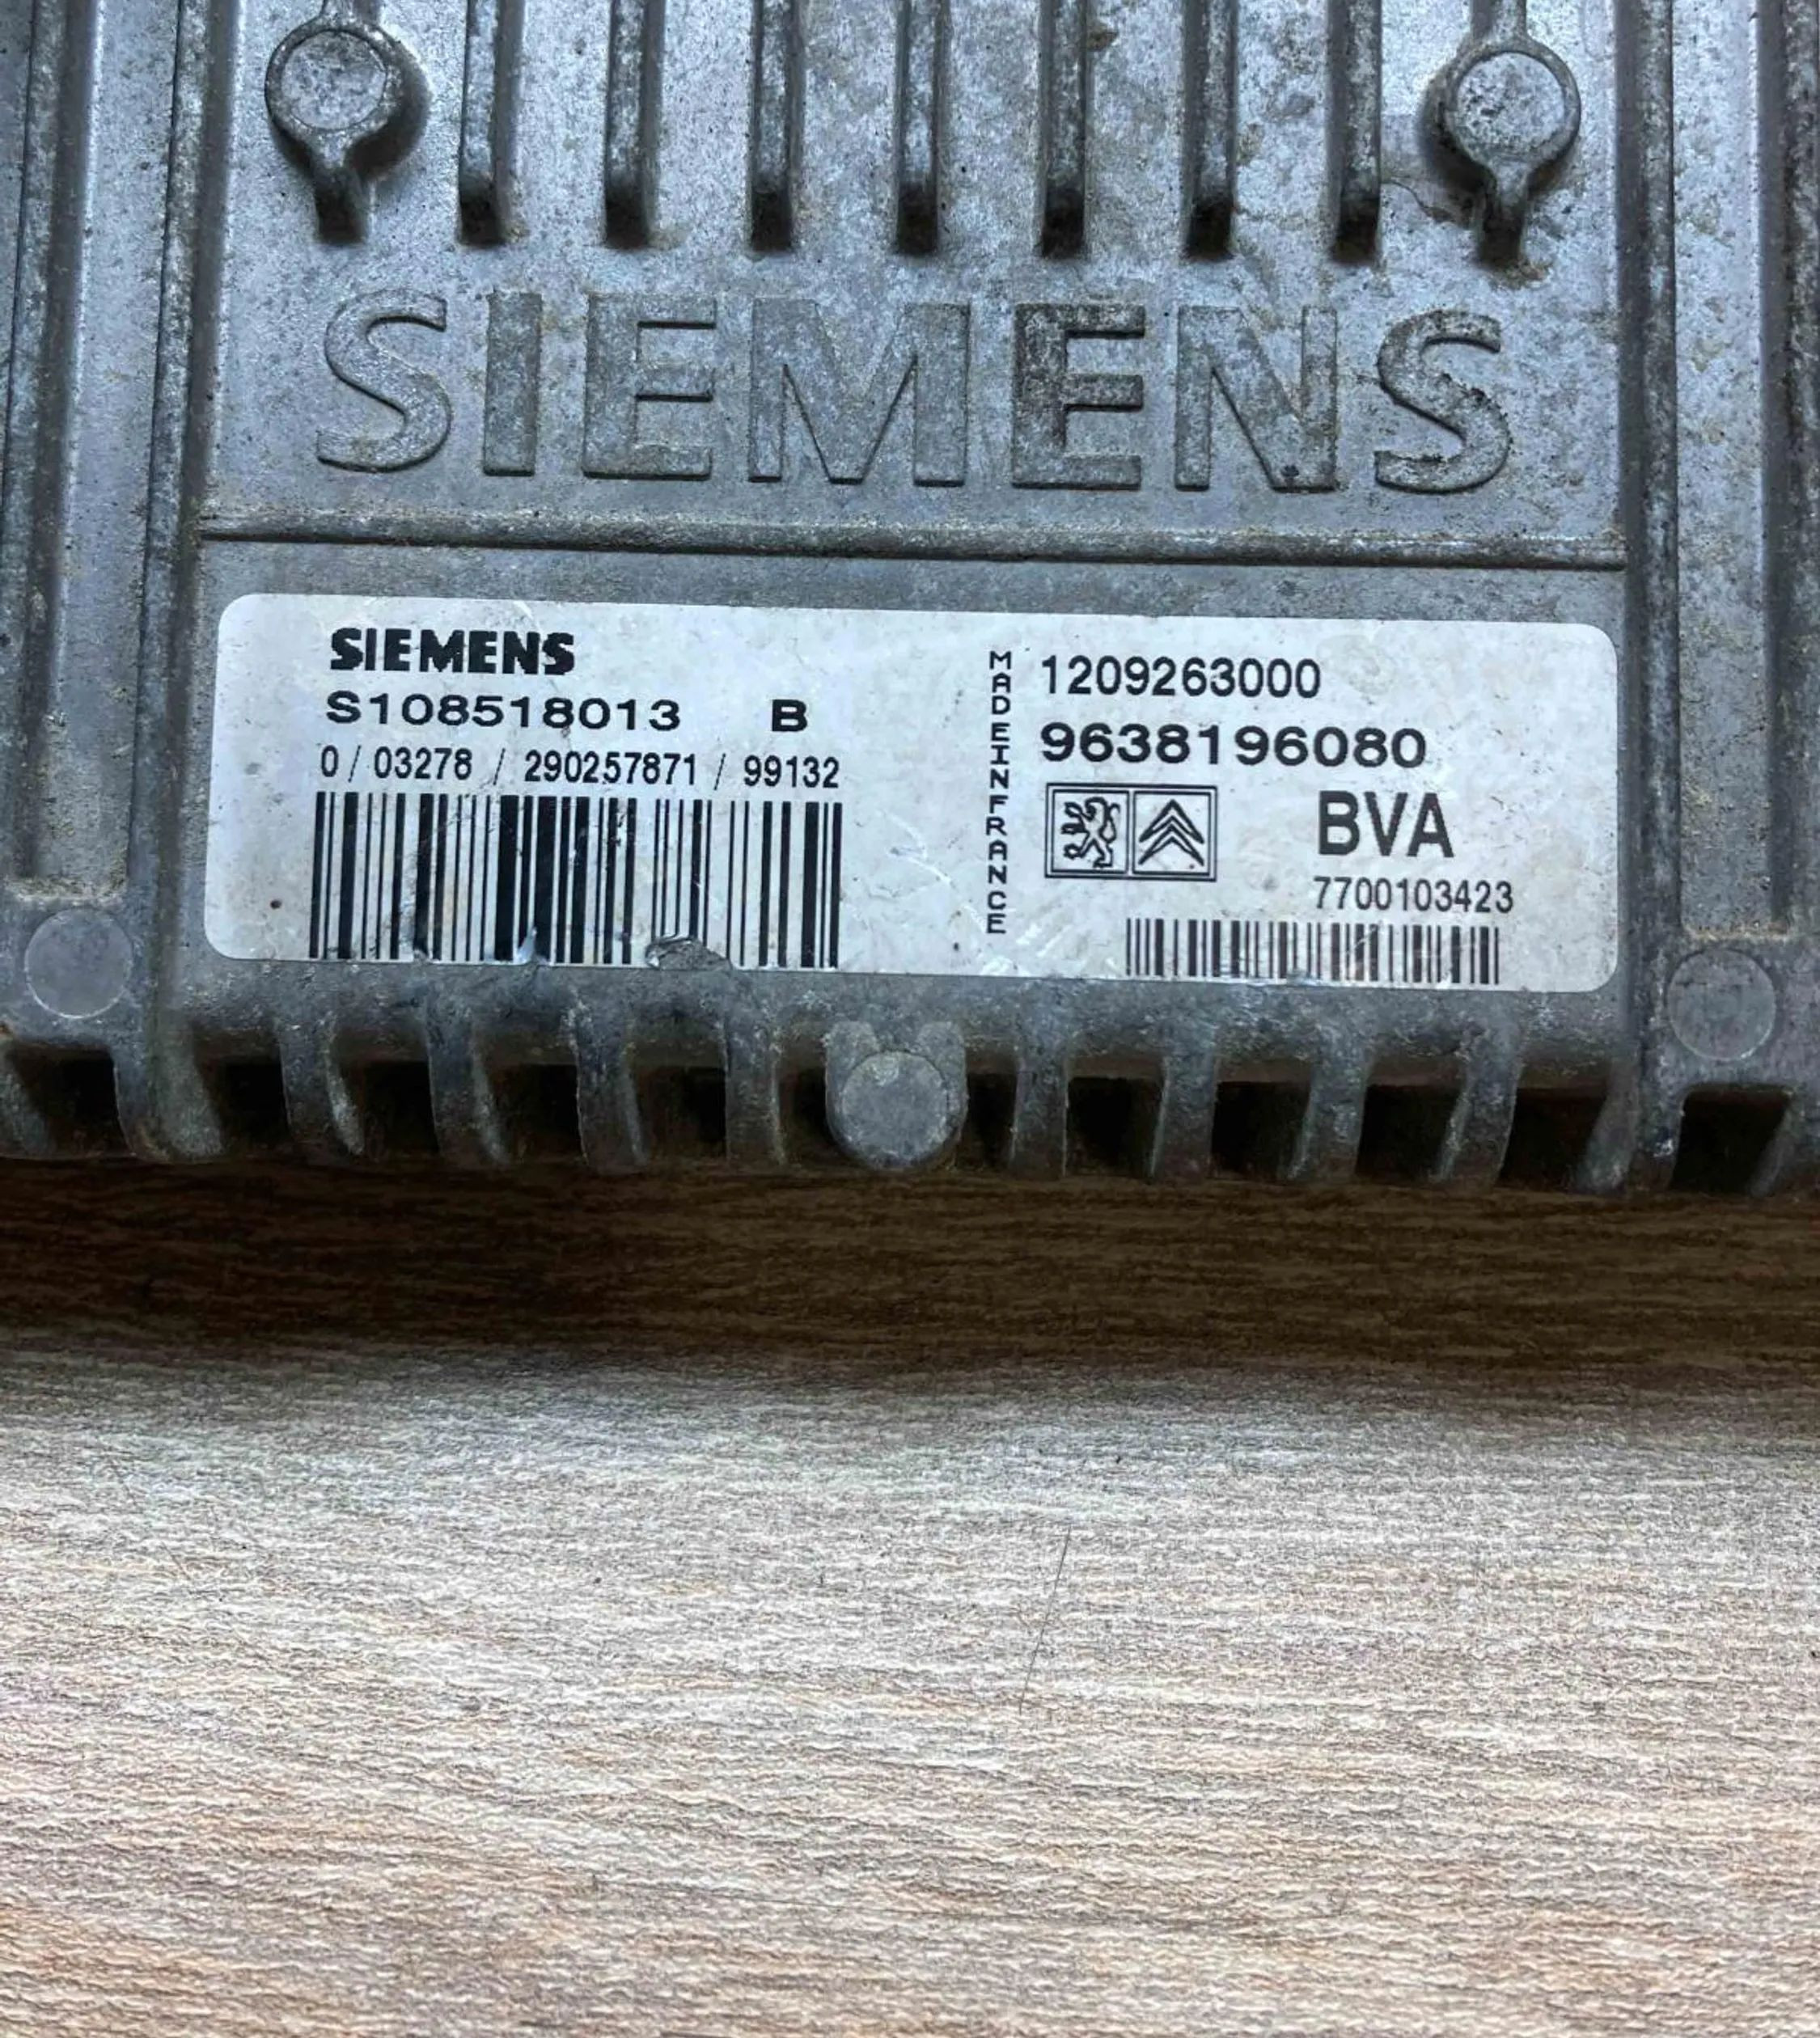 SIEMENS
SIEMENS
S108518013 B
0 / 03278 / 290257871 / 99132
MADEINFRANCE
1209263000
9638196080
BVA
7700103423